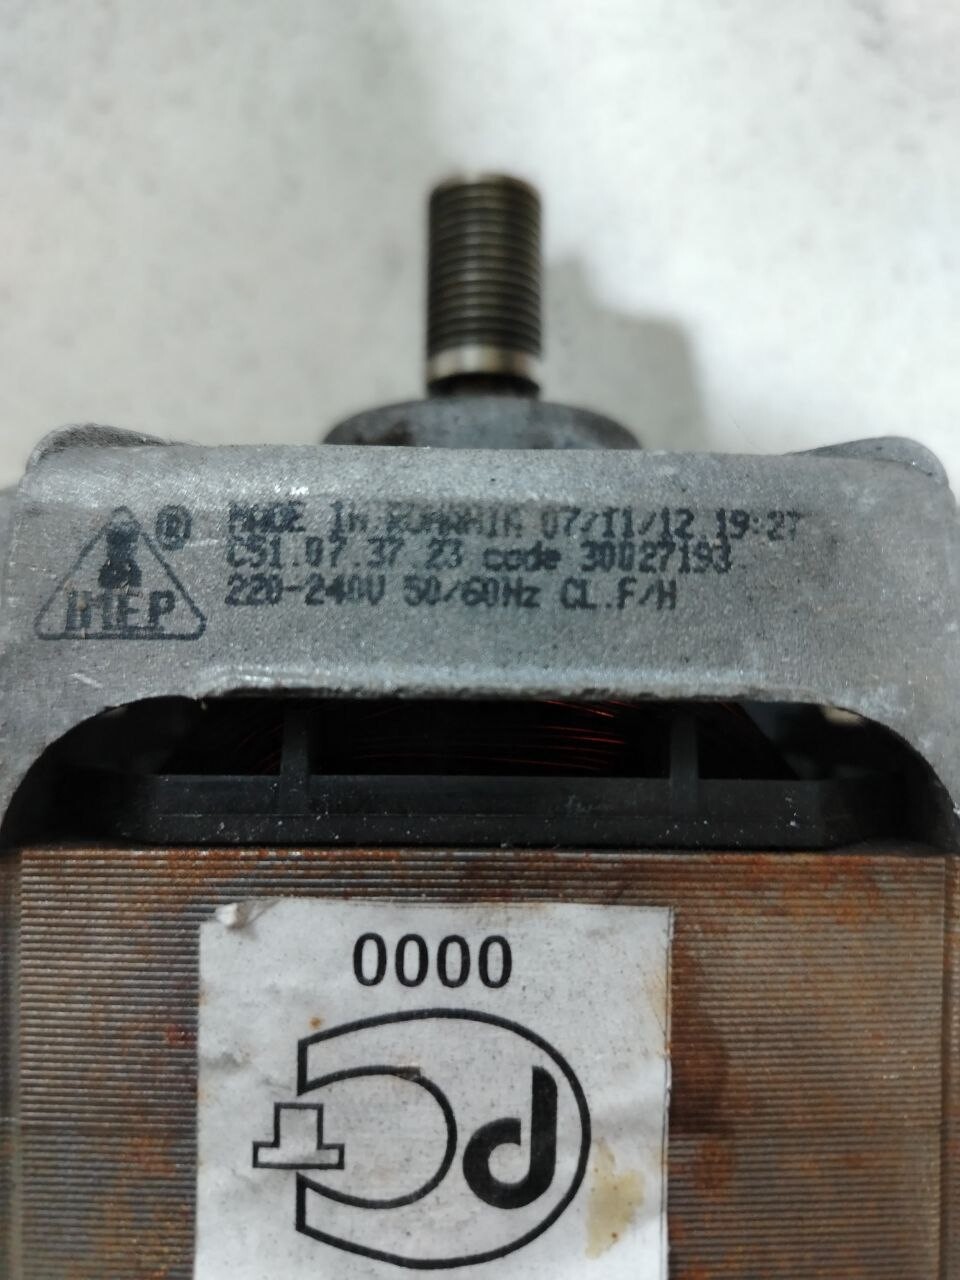 MADE IN ROMANIA 07/11/12 19:27
C51.07.37.23 code 30027193
220-240V 50/60Hz CL.F/H
®
IMEP
0000